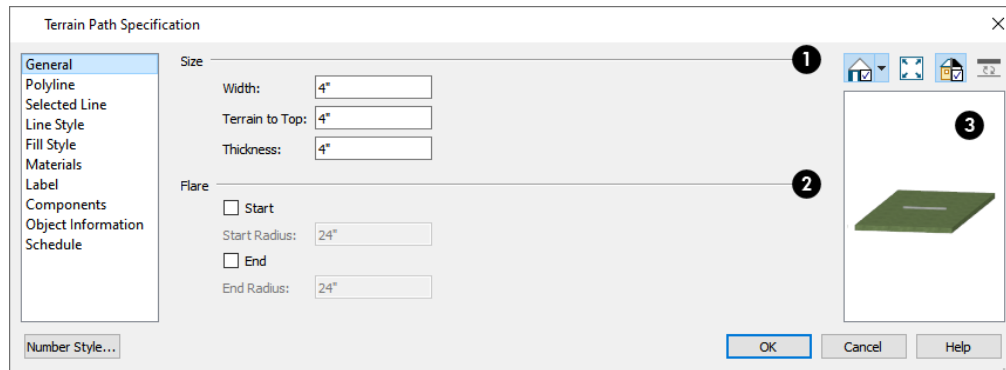 Terrain Path Specification
General
Polyline
Selected Line
Line Style
Fill Style
Materials
Label
Components
Object Information
Schedule
Size
1
Width: 4"
Terrain to Top: 4"
Thickness: 4"
Flare
2
Start
Start Radius: 24"
End
End Radius: 24"
3
Number Style...
OK
Cancel
Help